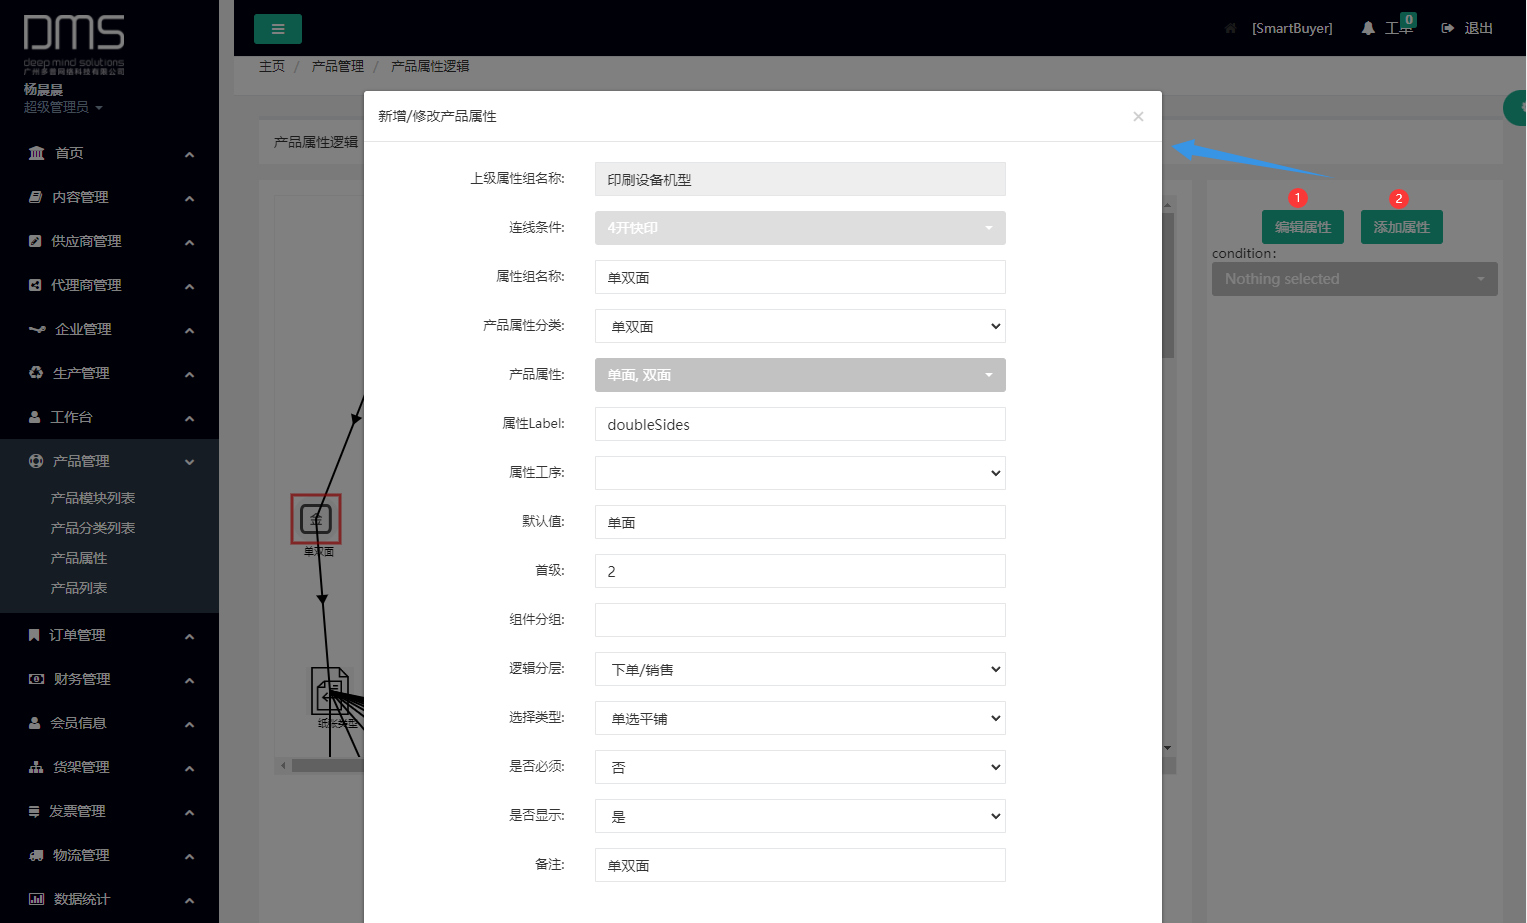 DMS
deep mind solutions
广州多普网络科技有限公司
杨晨晨
超级管理员
首页
内容管理
供应商管理
代理商管理
企业管理
生产管理
工作台
产品管理
产品模块列表
产品分类列表
产品属性
产品列表
订单管理
财务管理
会员信息
货架管理
发票管理
物流管理
数据统计
[SmartBuyer]
工单
0
退出
主页 / 产品管理 / 产品属性逻辑
产品属性逻辑
金
单双面
纸张类型
新增/修改产品属性
×
上级属性组名称: 印刷设备机型
连线条件: 4开快印
属性组名称: 单双面
产品属性分类: 单双面
产品属性: 单面, 双面
属性Label: doubleSides
属性工序:
默认值: 单面
首级: 2
组件分组:
逻辑分层: 下单/销售
选择类型: 单选平铺
是否必须: 否
是否显示: 是
备注: 单双面
1
2
编辑属性
添加属性
condition:
Nothing selected